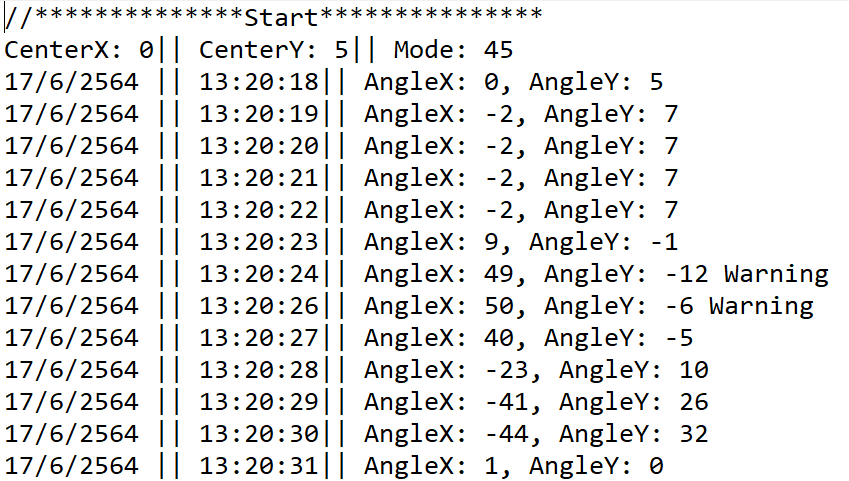 //**************Start***************
CenterX: 0|| CenterY: 5|| Mode: 45
17/6/2564 || 13:20:18|| AngleX: 0, AngleY: 5
17/6/2564 || 13:20:19|| AngleX: -2, AngleY: 7
17/6/2564 || 13:20:20|| AngleX: -2, AngleY: 7
17/6/2564 || 13:20:21|| AngleX: -2, AngleY: 7
17/6/2564 || 13:20:22|| AngleX: -2, AngleY: 7
17/6/2564 || 13:20:23|| AngleX: 9, AngleY: -1
17/6/2564 || 13:20:24|| AngleX: 49, AngleY: -12 Warning
17/6/2564 || 13:20:26|| AngleX: 50, AngleY: -6 Warning
17/6/2564 || 13:20:27|| AngleX: 40, AngleY: -5
17/6/2564 || 13:20:28|| AngleX: -23, AngleY: 10
17/6/2564 || 13:20:29|| AngleX: -41, AngleY: 26
17/6/2564 || 13:20:30|| AngleX: -44, AngleY: 32
17/6/2564 || 13:20:31|| AngleX: 1, AngleY: 0